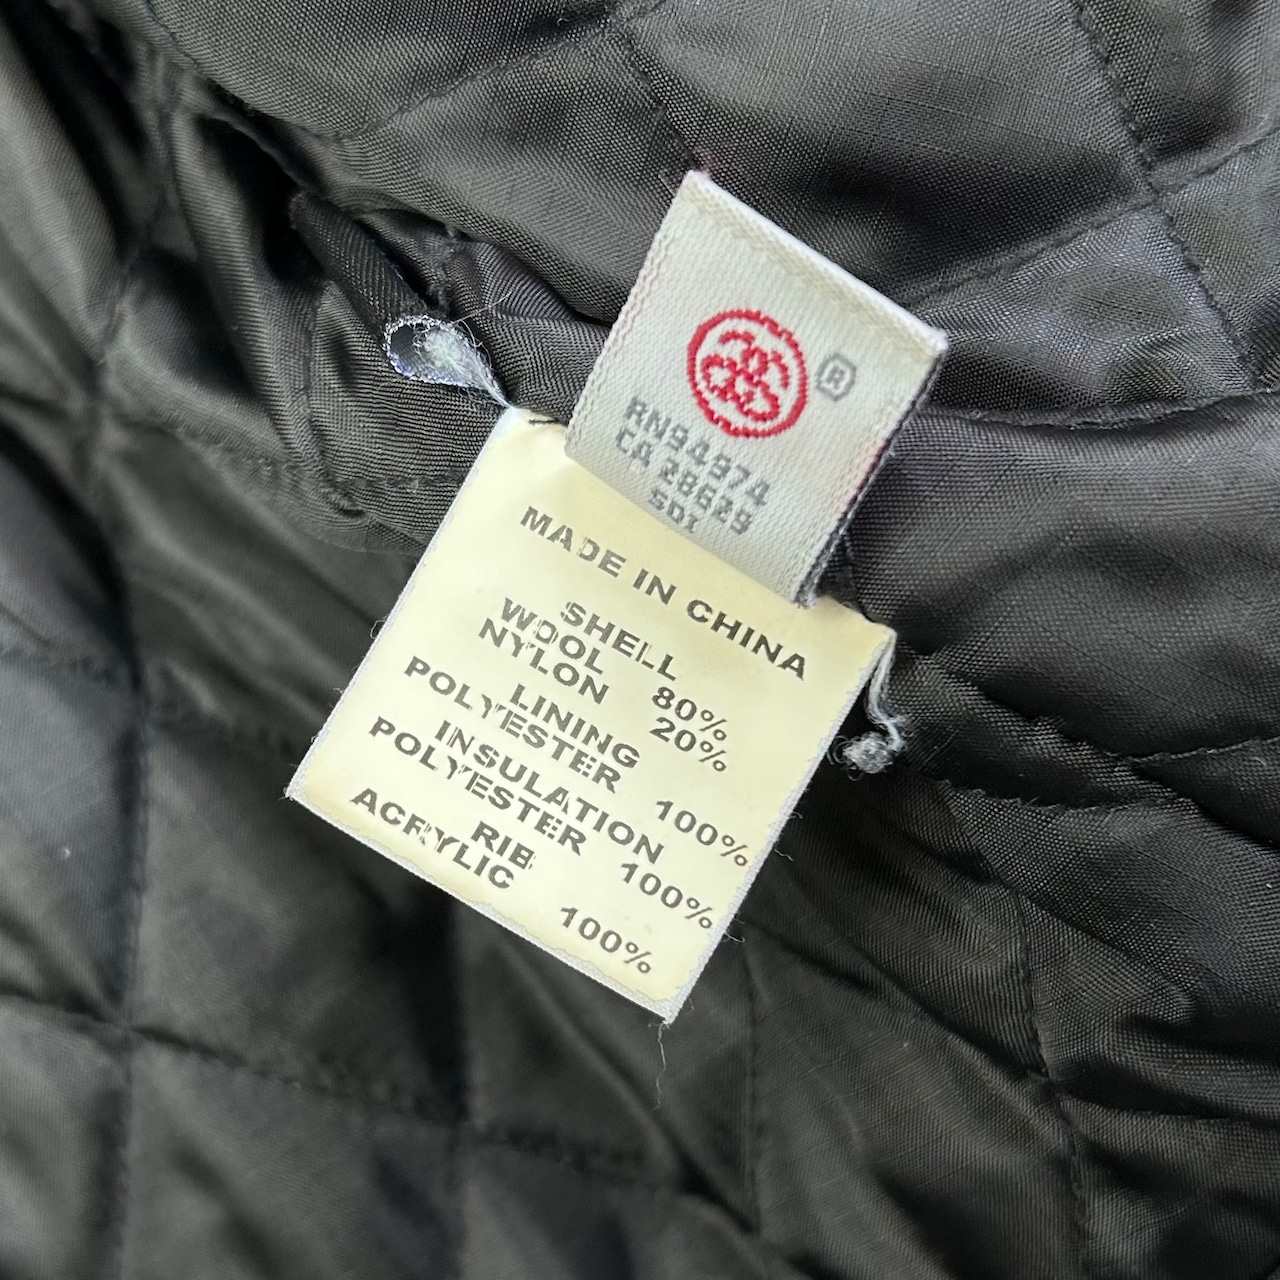 ®
RN94974
CA 28629
SDI
MADE IN CHINA
SHELL
WOOL 80%
NYLON 20%
LINING
POLYESTER 100%
INSULATION
POLYESTER 100%
RIB
ACRYLIC 100%